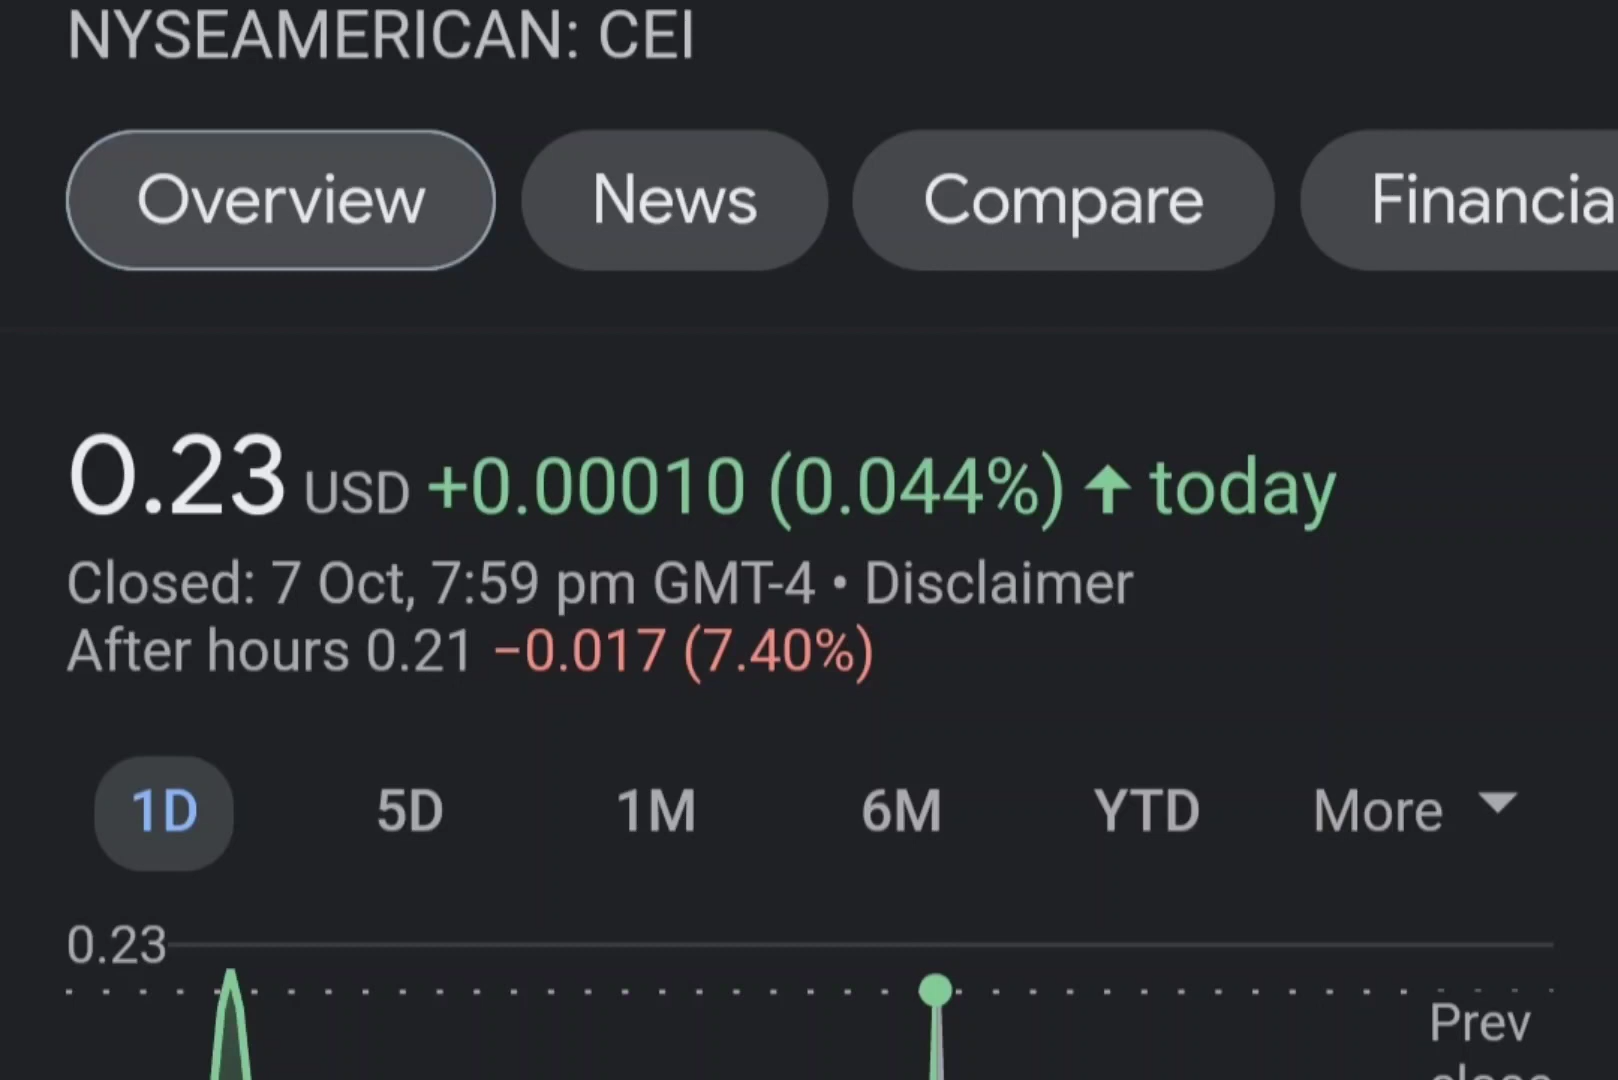 NYSEAMERICAN: CEI
Overview News Compare Financia
0.23 USD +0.00010 (0.044%) ↑ today
Closed: 7 Oct, 7:59 pm GMT-4 • Disclaimer
After hours 0.21 −0.017 (7.40%)
1D 5D 1M 6M YTD More
0.23
Prev
close